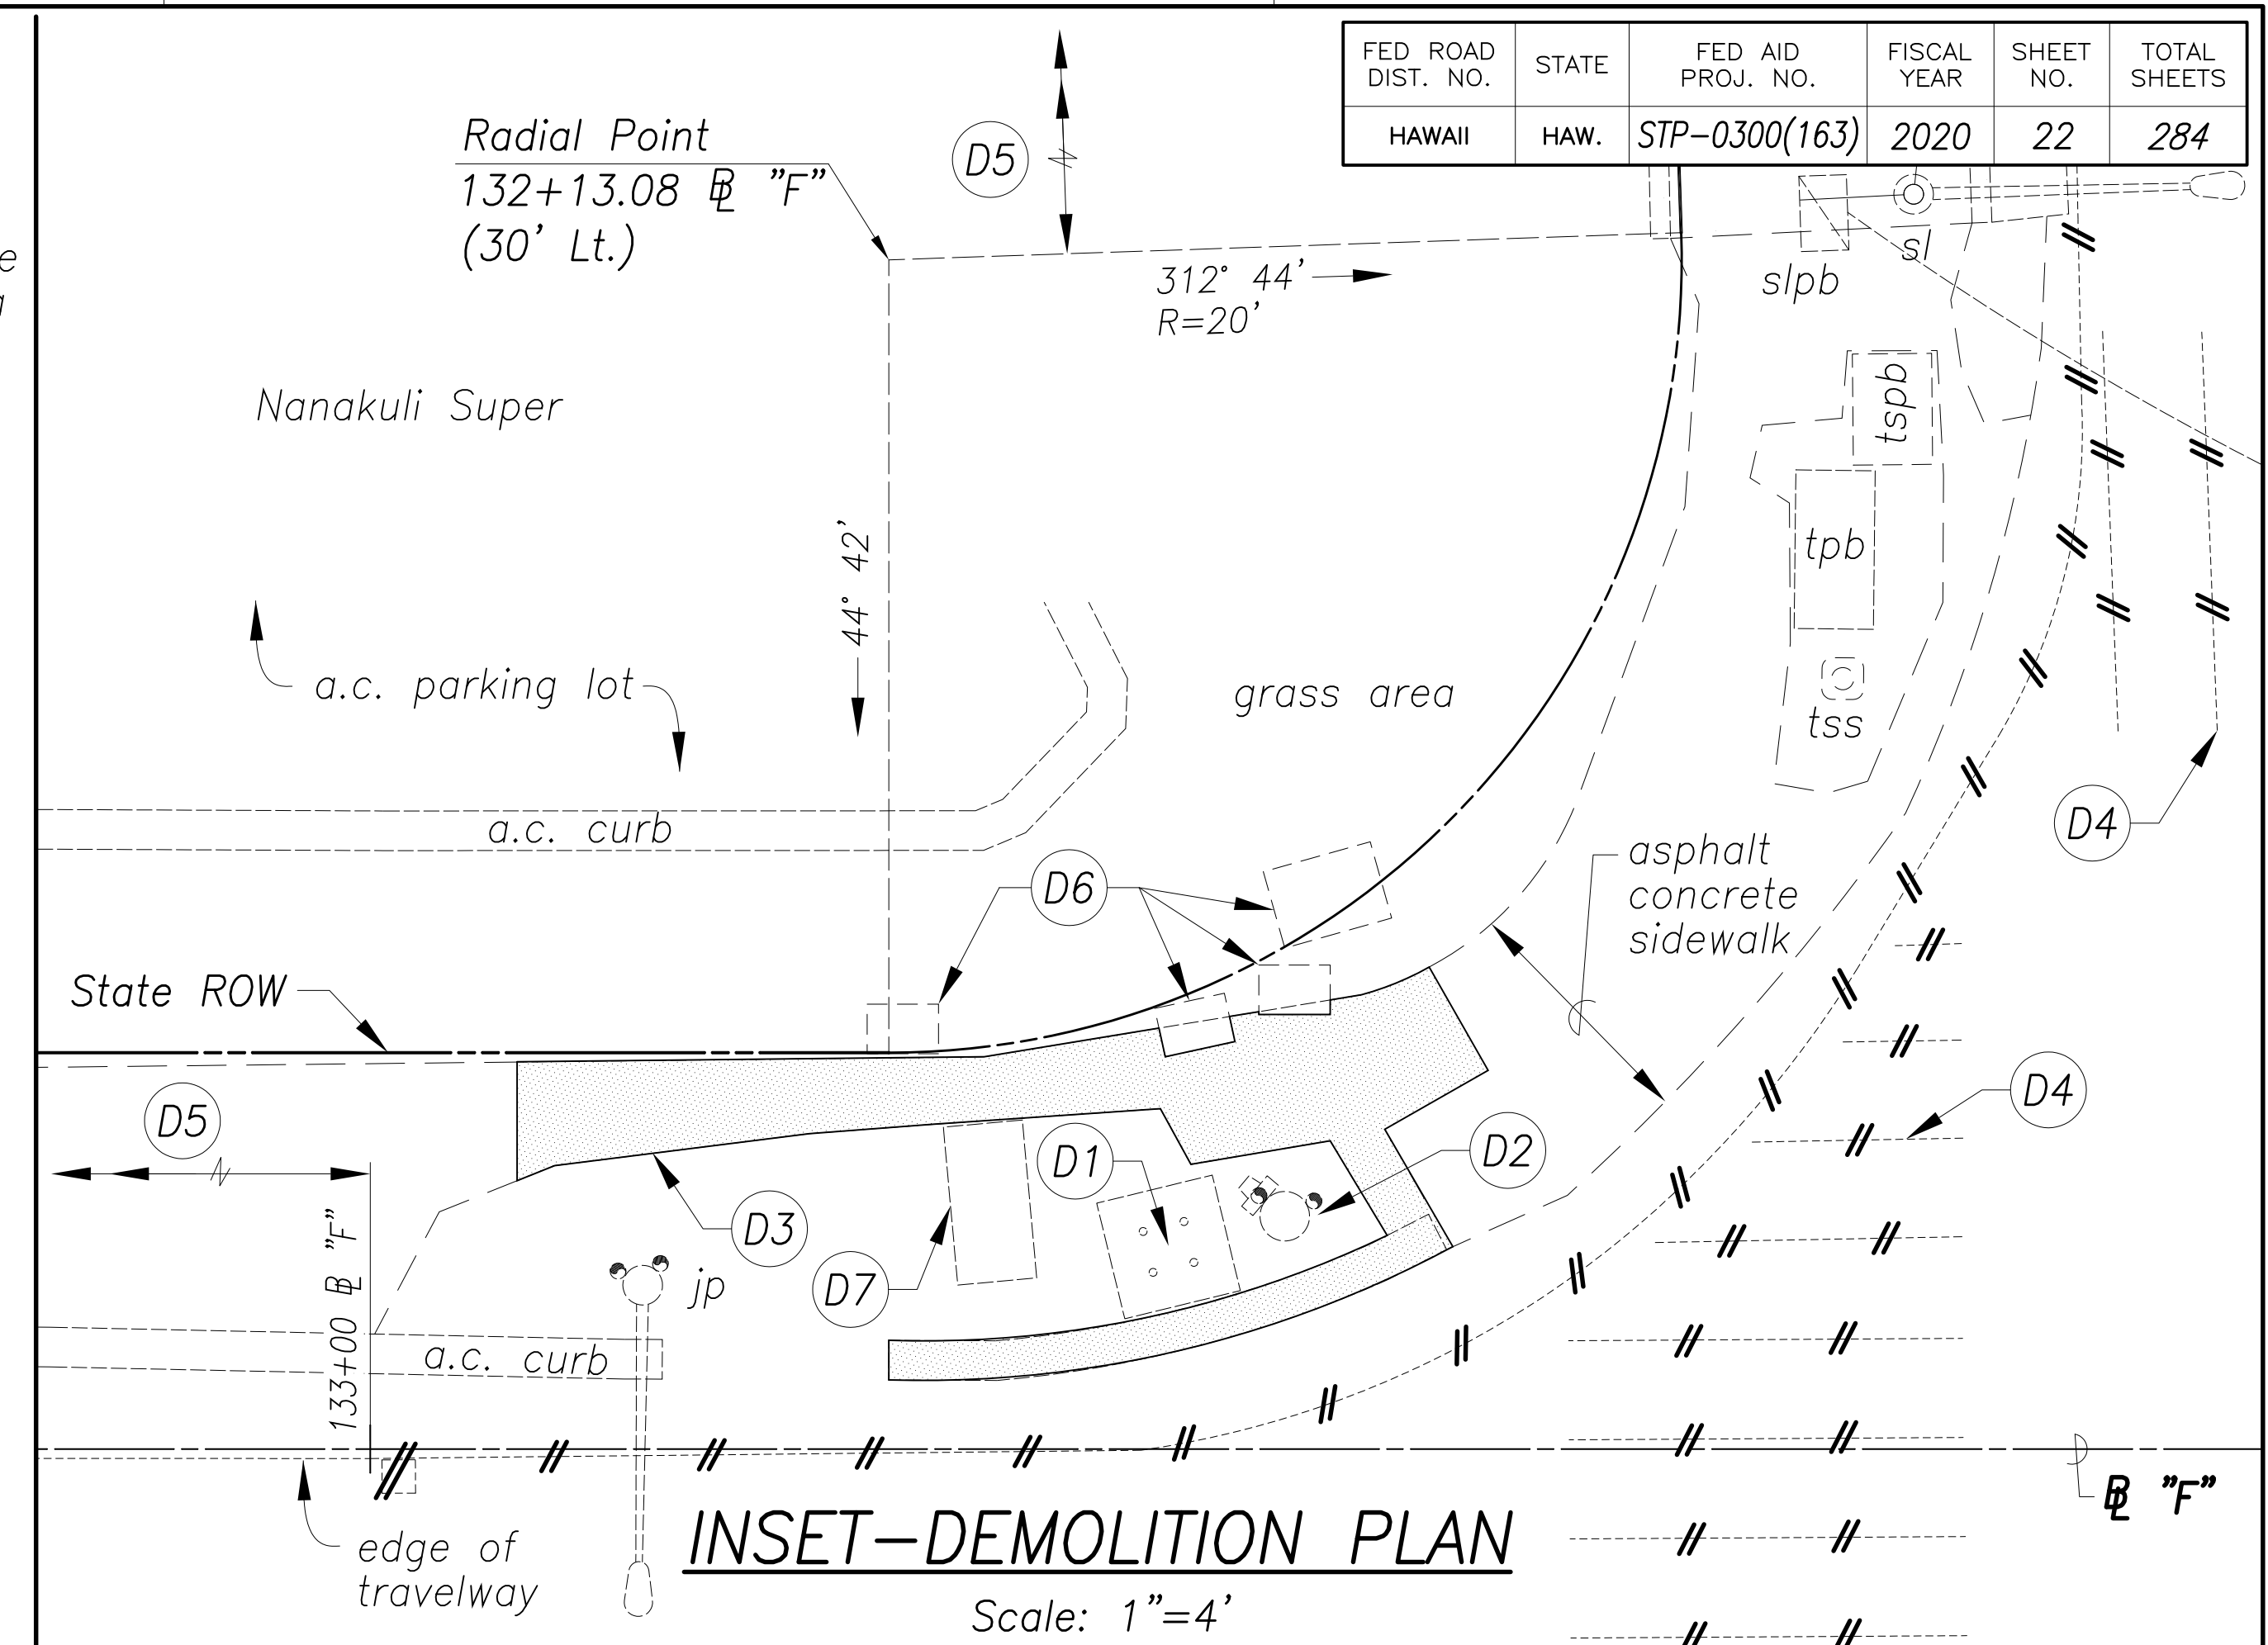 FED ROAD DIST. NO.
STATE
FED AID PROJ. NO.
FISCAL YEAR
SHEET NO.
TOTAL SHEETS
HAWAII
HAW.
STP-0300(163)
2020
22
284
Radial Point
132+13.08 ℄ "F"
(30' Lt.)
D5
312° 44'
R=20'
sl
slpb
Nanakuli Super
tspb
44° 42'
tpb
a.c. parking lot
grass area
tss
a.c. curb
D4
D6
asphalt
concrete
sidewalk
State ROW
D5
D4
D1
D2
D3
D7
jp
133+00 ℄ "F"
a.c. curb
edge of
travelway
℄ "F"
INSET-DEMOLITION PLAN
Scale: 1"=4'